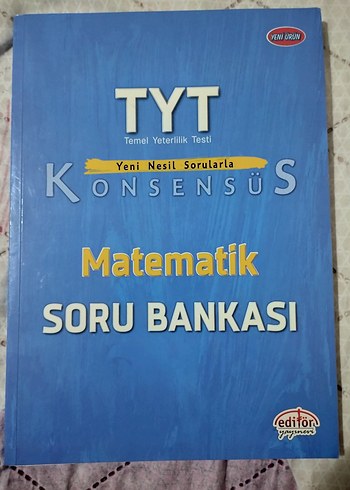 YENİ ÜRÜN
TYT
Temel Yeterlilik Testi
Yeni Nesil Sorularla
KONSENSÜS
Matematik
SORU BANKASI
editör
yayınevi